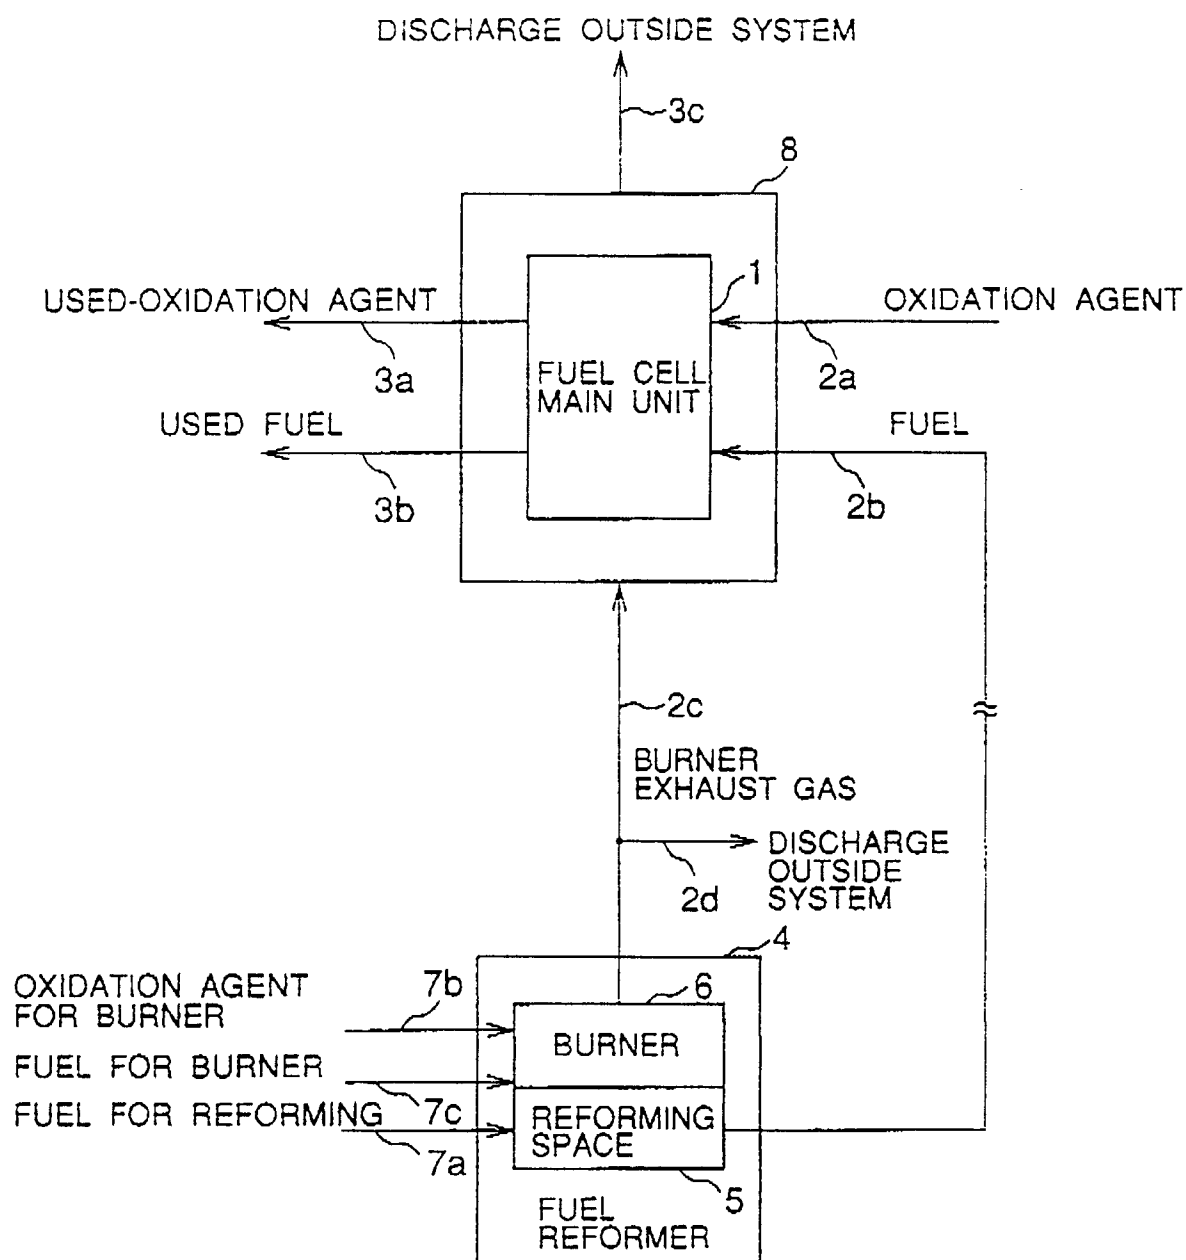 DISCHARGE OUTSIDE SYSTEM
3c
8
1
USED-OXIDATION AGENT
OXIDATION AGENT
3a
FUEL CELL
MAIN UNIT
2a
USED FUEL
FUEL
3b
2b
2c
BURNER
EXHAUST GAS
DISCHARGE
OUTSIDE
SYSTEM
2d
4
OXIDATION AGENT
FOR BURNER
7b
6
BURNER
FUEL FOR BURNER
7c
FUEL FOR REFORMING
REFORMING
SPACE
7a
5
FUEL
REFORMER